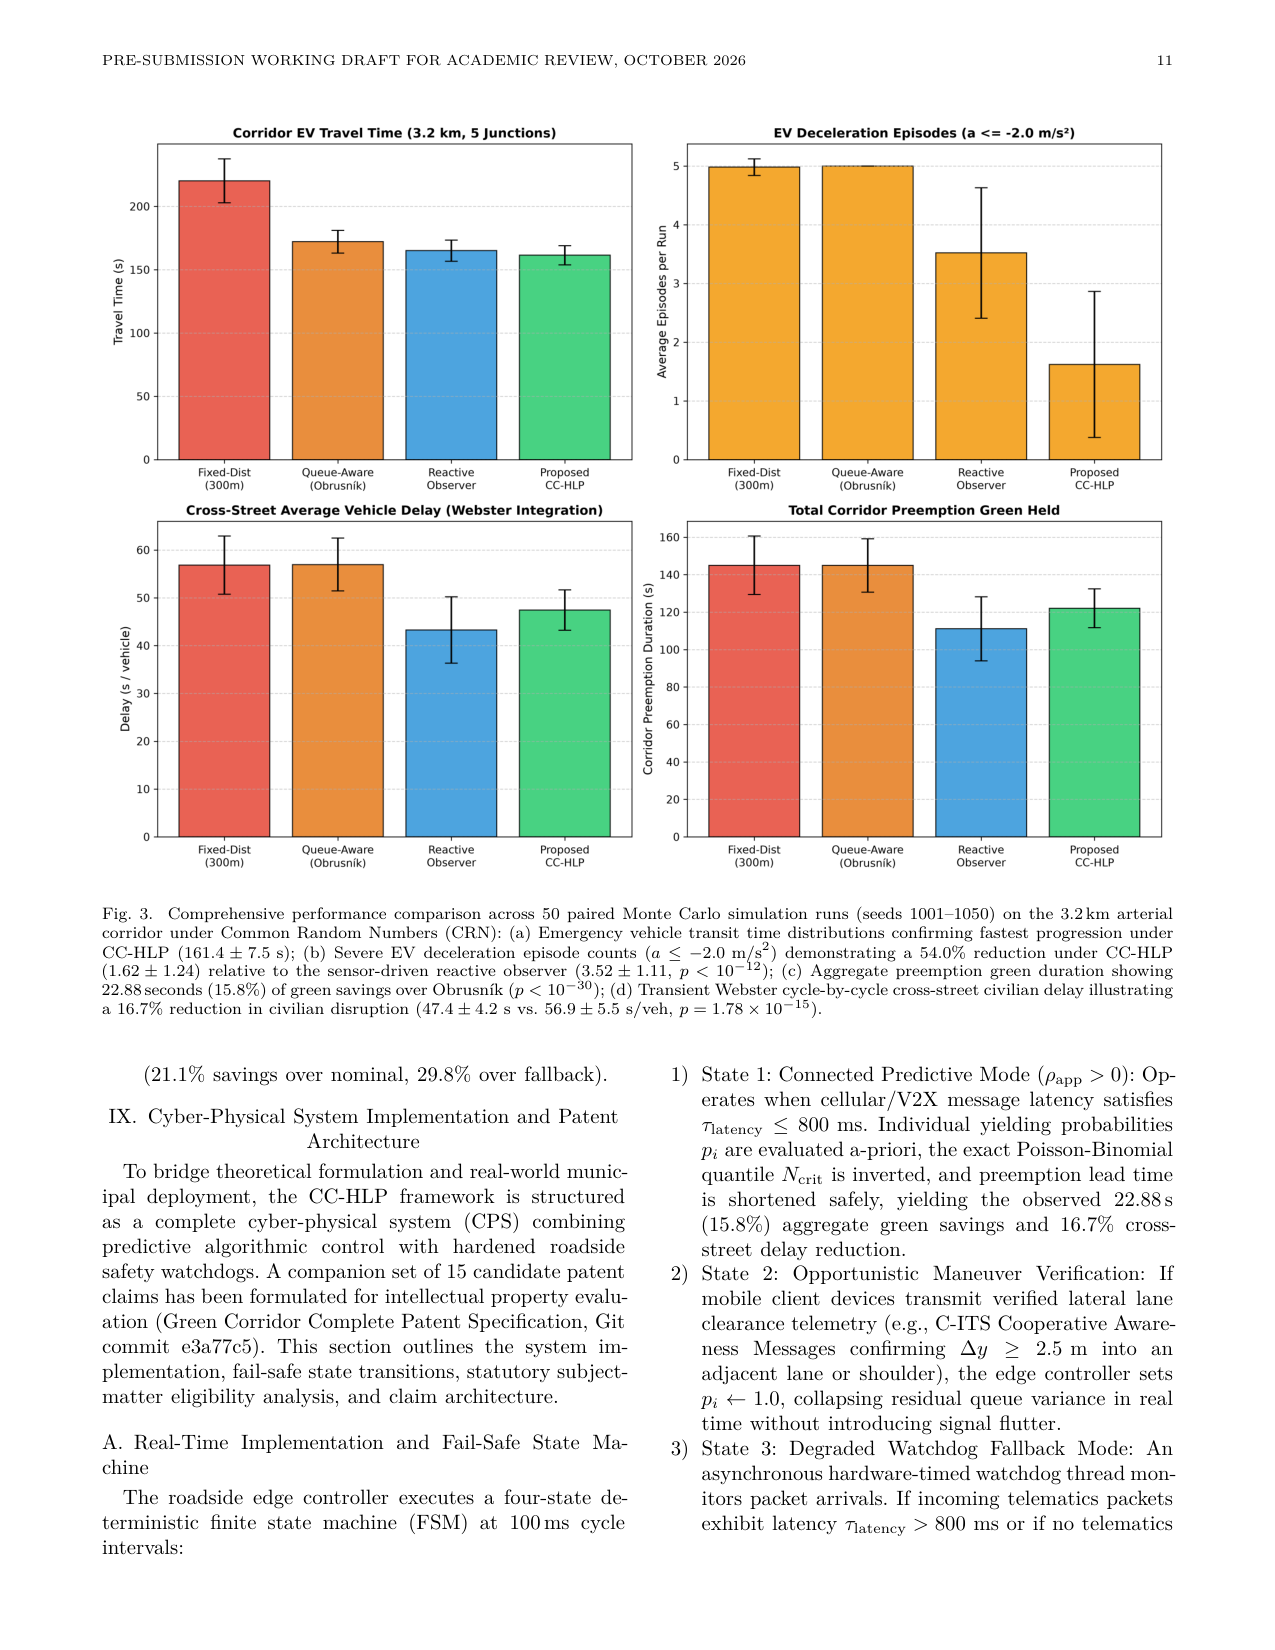 PRE-SUBMISSION WORKING DRAFT FOR ACADEMIC REVIEW, OCTOBER 2026 11
Corridor EV Travel Time (3.2 km, 5 Junctions)
Travel Time (s)
200
150
100
50
0
Fixed-Dist (300m)
Queue-Aware (Obrusník)
Reactive Observer
Proposed CC-HLP
EV Deceleration Episodes (a <= -2.0 m/s²)
Average Episodes per Run
5
4
3
2
1
0
Fixed-Dist (300m)
Queue-Aware (Obrusník)
Reactive Observer
Proposed CC-HLP
Cross-Street Average Vehicle Delay (Webster Integration)
Delay (s / vehicle)
60
50
40
30
20
10
0
Fixed-Dist (300m)
Queue-Aware (Obrusník)
Reactive Observer
Proposed CC-HLP
Total Corridor Preemption Green Held
Corridor Preemption Duration (s)
160
140
120
100
80
60
40
20
0
Fixed-Dist (300m)
Queue-Aware (Obrusník)
Reactive Observer
Proposed CC-HLP
Fig. 3. Comprehensive performance comparison across 50 paired Monte Carlo simulation runs (seeds 1001–1050) on the 3.2 km arterial
corridor under Common Random Numbers (CRN): (a) Emergency vehicle transit time distributions confirming fastest progression under
CC-HLP (161.4 ± 7.5 s); (b) Severe EV deceleration episode counts (a ≤ −2.0 m/s²) demonstrating a 54.0% reduction under CC-HLP
(1.62 ± 1.24) relative to the sensor-driven reactive observer (3.52 ± 1.11, p < 10⁻¹²); (c) Aggregate preemption green duration showing
22.88 seconds (15.8%) of green savings over Obrusník (p < 10⁻³⁰); (d) Transient Webster cycle-by-cycle cross-street civilian delay illustrating
a 16.7% reduction in civilian disruption (47.4 ± 4.2 s vs. 56.9 ± 5.5 s/veh, p = 1.78 × 10⁻¹⁵).
(21.1% savings over nominal, 29.8% over fallback).
IX. Cyber-Physical System Implementation and Patent
Architecture
To bridge theoretical formulation and real-world munic-
ipal deployment, the CC-HLP framework is structured
as a complete cyber-physical system (CPS) combining
predictive algorithmic control with hardened roadside
safety watchdogs. A companion set of 15 candidate patent
claims has been formulated for intellectual property evalu-
ation (Green Corridor Complete Patent Specification, Git
commit e3a77c5). This section outlines the system im-
plementation, fail-safe state transitions, statutory subject-
matter eligibility analysis, and claim architecture.
A. Real-Time Implementation and Fail-Safe State Ma-
chine
The roadside edge controller executes a four-state de-
terministic finite state machine (FSM) at 100 ms cycle
intervals:
1) State 1: Connected Predictive Mode (ρ_app > 0): Op-
erates when cellular/V2X message latency satisfies
τ_latency ≤ 800 ms. Individual yielding probabilities
p_i are evaluated a-priori, the exact Poisson-Binomial
quantile N_crit is inverted, and preemption lead time
is shortened safely, yielding the observed 22.88 s
(15.8%) aggregate green savings and 16.7% cross-
street delay reduction.
2) State 2: Opportunistic Maneuver Verification: If
mobile client devices transmit verified lateral lane
clearance telemetry (e.g., C-ITS Cooperative Aware-
ness Messages confirming Δy ≥ 2.5 m into an
adjacent lane or shoulder), the edge controller sets
p_i ← 1.0, collapsing residual queue variance in real
time without introducing signal flutter.
3) State 3: Degraded Watchdog Fallback Mode: An
asynchronous hardware-timed watchdog thread mon-
itors packet arrivals. If incoming telematics packets
exhibit latency τ_latency > 800 ms or if no telematics